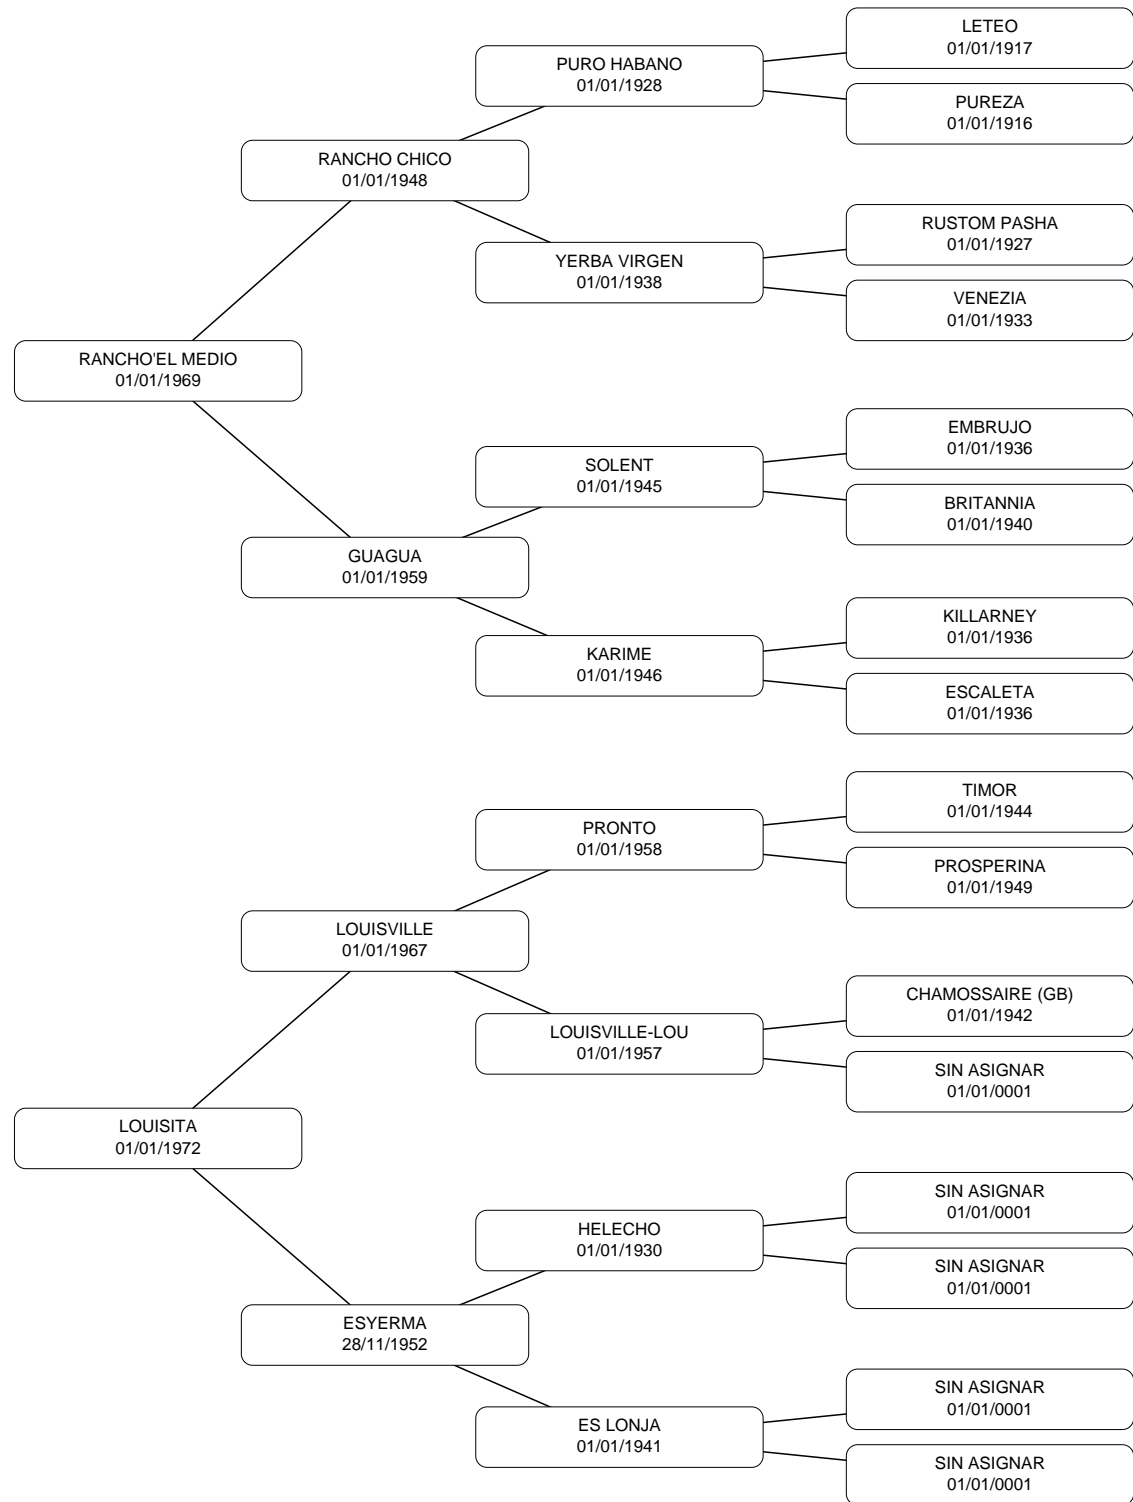 LETEO
01/01/1917
PURO HABANO
01/01/1928
PUREZA
01/01/1916
RANCHO CHICO
01/01/1948
RUSTOM PASHA
01/01/1927
YERBA VIRGEN
01/01/1938
VENEZIA
01/01/1933
RANCHO'EL MEDIO
01/01/1969
EMBRUJO
01/01/1936
SOLENT
01/01/1945
BRITANNIA
01/01/1940
GUAGUA
01/01/1959
KILLARNEY
01/01/1936
KARIME
01/01/1946
ESCALETA
01/01/1936
TIMOR
01/01/1944
PRONTO
01/01/1958
PROSPERINA
01/01/1949
LOUISVILLE
01/01/1967
CHAMOSSAIRE (GB)
01/01/1942
LOUISVILLE-LOU
01/01/1957
SIN ASIGNAR
01/01/0001
LOUISITA
01/01/1972
SIN ASIGNAR
01/01/0001
HELECHO
01/01/1930
SIN ASIGNAR
01/01/0001
ESYERMA
28/11/1952
SIN ASIGNAR
01/01/0001
ES LONJA
01/01/1941
SIN ASIGNAR
01/01/0001